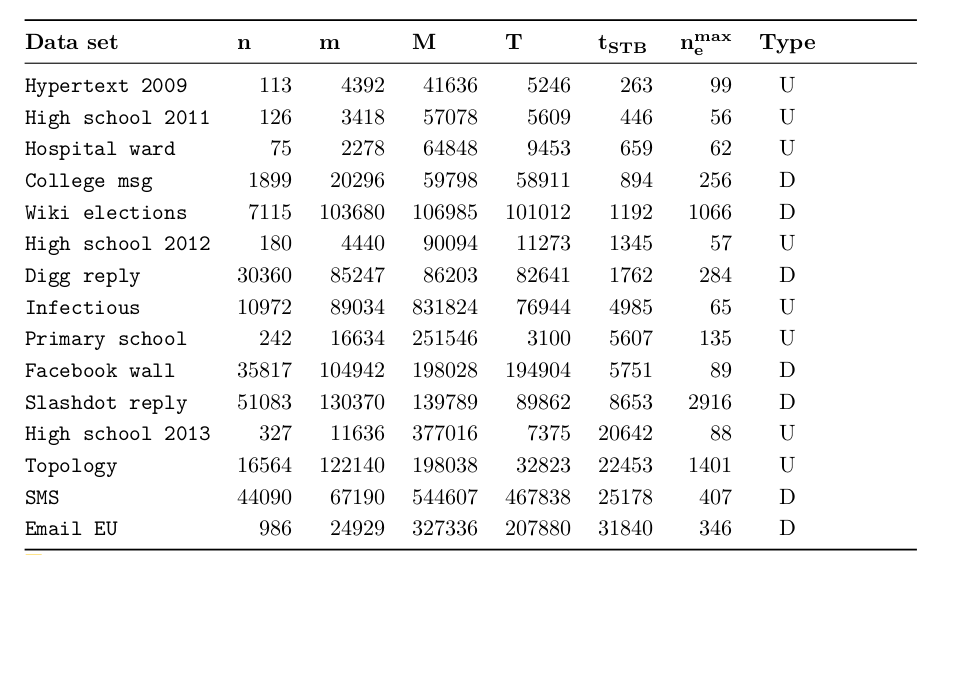 Data set n m M T t_STB n_e^max Type
Hypertext 2009 113 4392 41636 5246 263 99 U
High school 2011 126 3418 57078 5609 446 56 U
Hospital ward 75 2278 64848 9453 659 62 U
College msg 1899 20296 59798 58911 894 256 D
Wiki elections 7115 103680 106985 101012 1192 1066 D
High school 2012 180 4440 90094 11273 1345 57 U
Digg reply 30360 85247 86203 82641 1762 284 D
Infectious 10972 89034 831824 76944 4985 65 U
Primary school 242 16634 251546 3100 5607 135 U
Facebook wall 35817 104942 198028 194904 5751 89 D
Slashdot reply 51083 130370 139789 89862 8653 2916 D
High school 2013 327 11636 377016 7375 20642 88 U
Topology 16564 122140 198038 32823 22453 1401 U
SMS 44090 67190 544607 467838 25178 407 D
Email EU 986 24929 327336 207880 31840 346 D